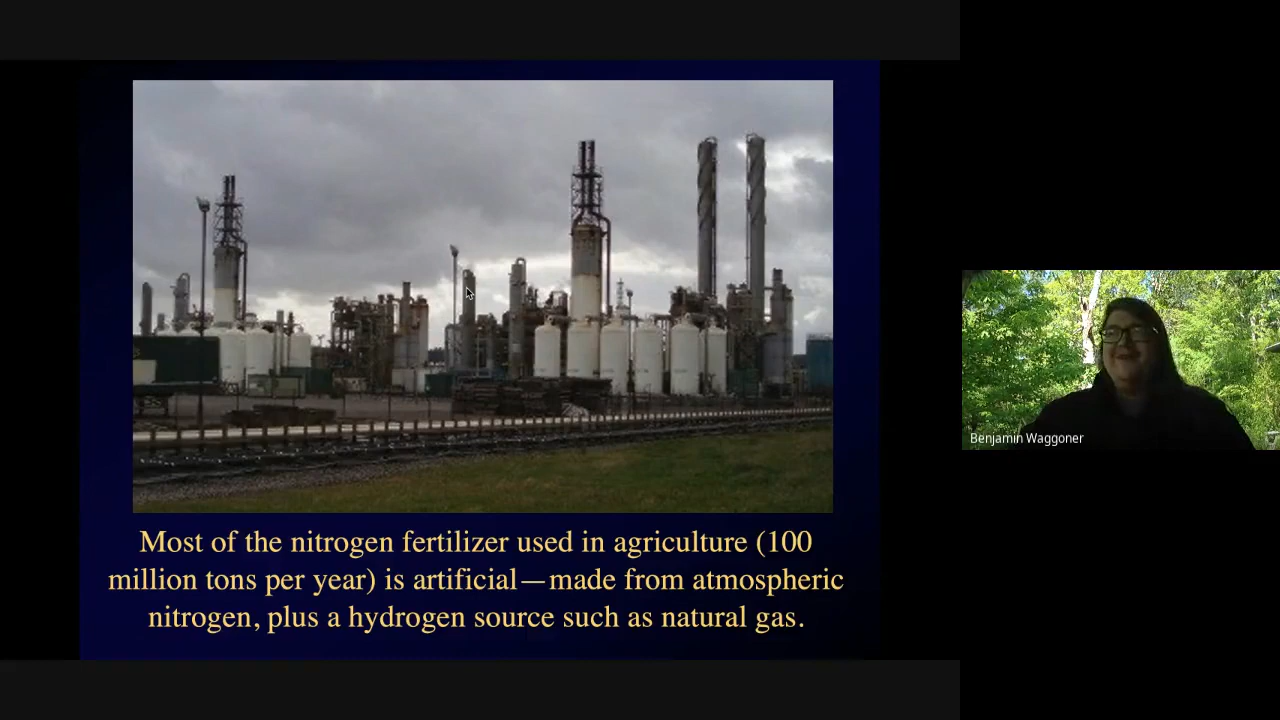 Most of the nitrogen fertilizer used in agriculture (100
million tons per year) is artificial—made from atmospheric
nitrogen, plus a hydrogen source such as natural gas.
Benjamin Waggoner